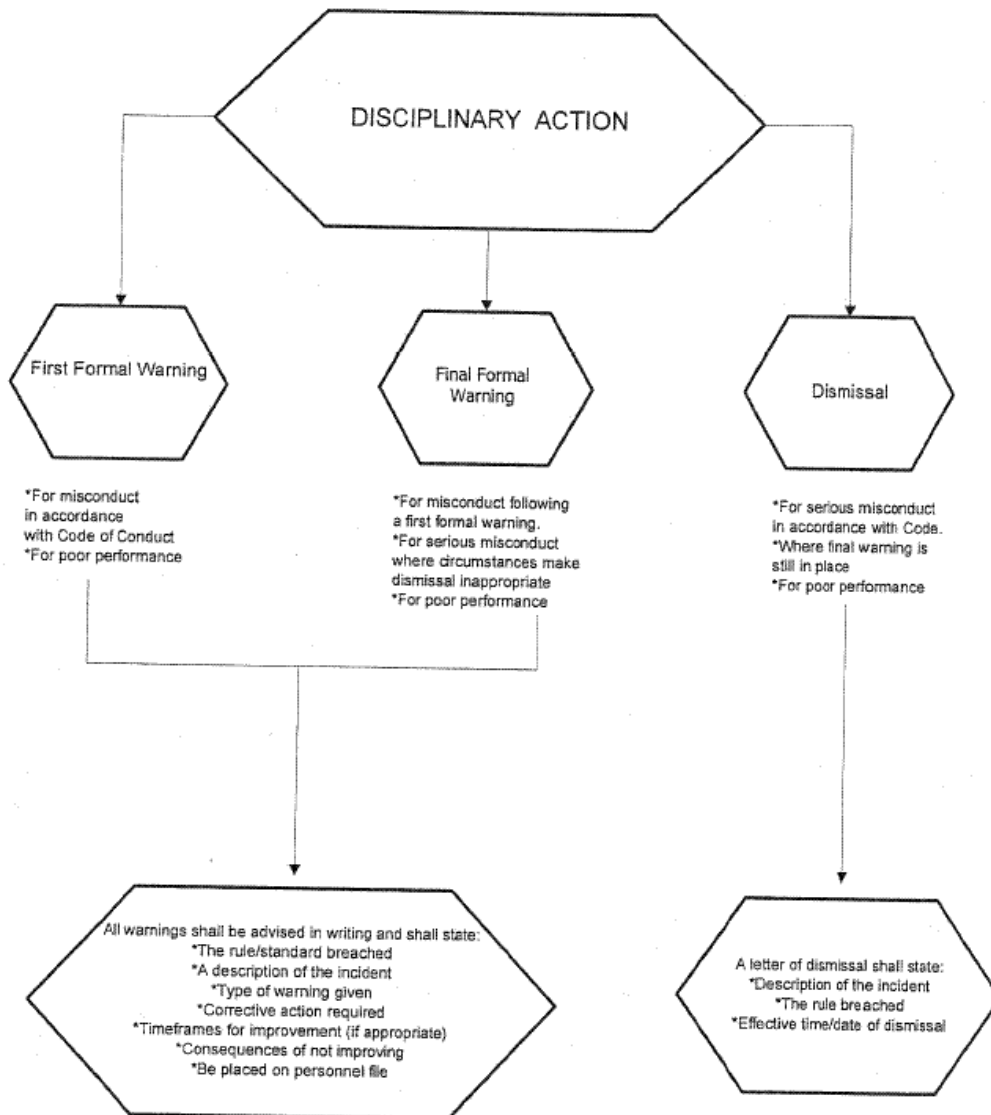 DISCIPLINARY ACTION
First Formal Warning
Final Formal
Warning
Dismissal
*For misconduct
in accordance
with Code of Conduct
*For poor performance
*For misconduct following
a first formal warning.
*For serious misconduct
where circumstances make
dismissal inappropriate
*For poor performance
*For serious misconduct
in accordance with Code.
*Where final warning is
still in place
*For poor performance
All warnings shall be advised in writing and shall state:
*The rule/standard breached
*A description of the incident
*Type of warning given
*Corrective action required
*Timeframes for improvement (if appropriate)
*Consequences of not improving
*Be placed on personnel file
A letter of dismissal shall state:
*Description of the incident
*The rule breached
*Effective time/date of dismissal